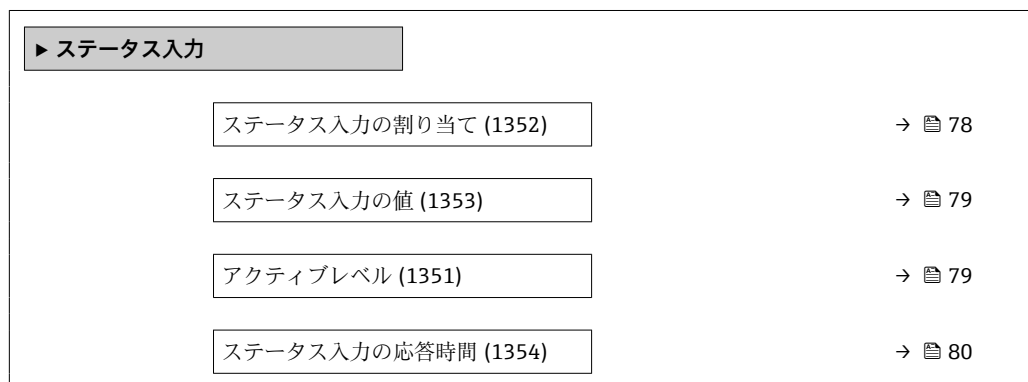 ▶ ステータス入力
ステータス入力の割り当て (1352) → 78
ステータス入力の値 (1353) → 79
アクティブレベル (1351) → 79
ステータス入力の応答時間 (1354) → 80